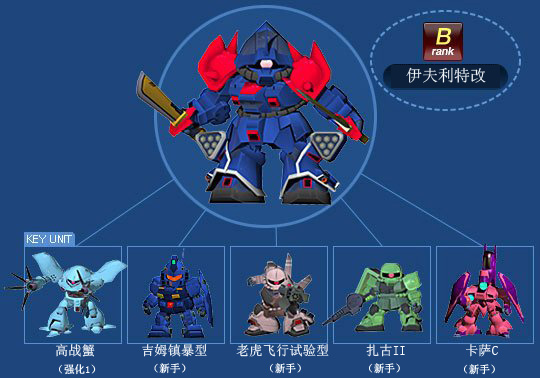 B
rank
伊夫利特改
KEY UNIT
高战蟹
（强化1）
吉姆镇暴型
（新手）
老虎飞行试验型
（新手）
扎古II
（新手）
卡萨C
（新手）